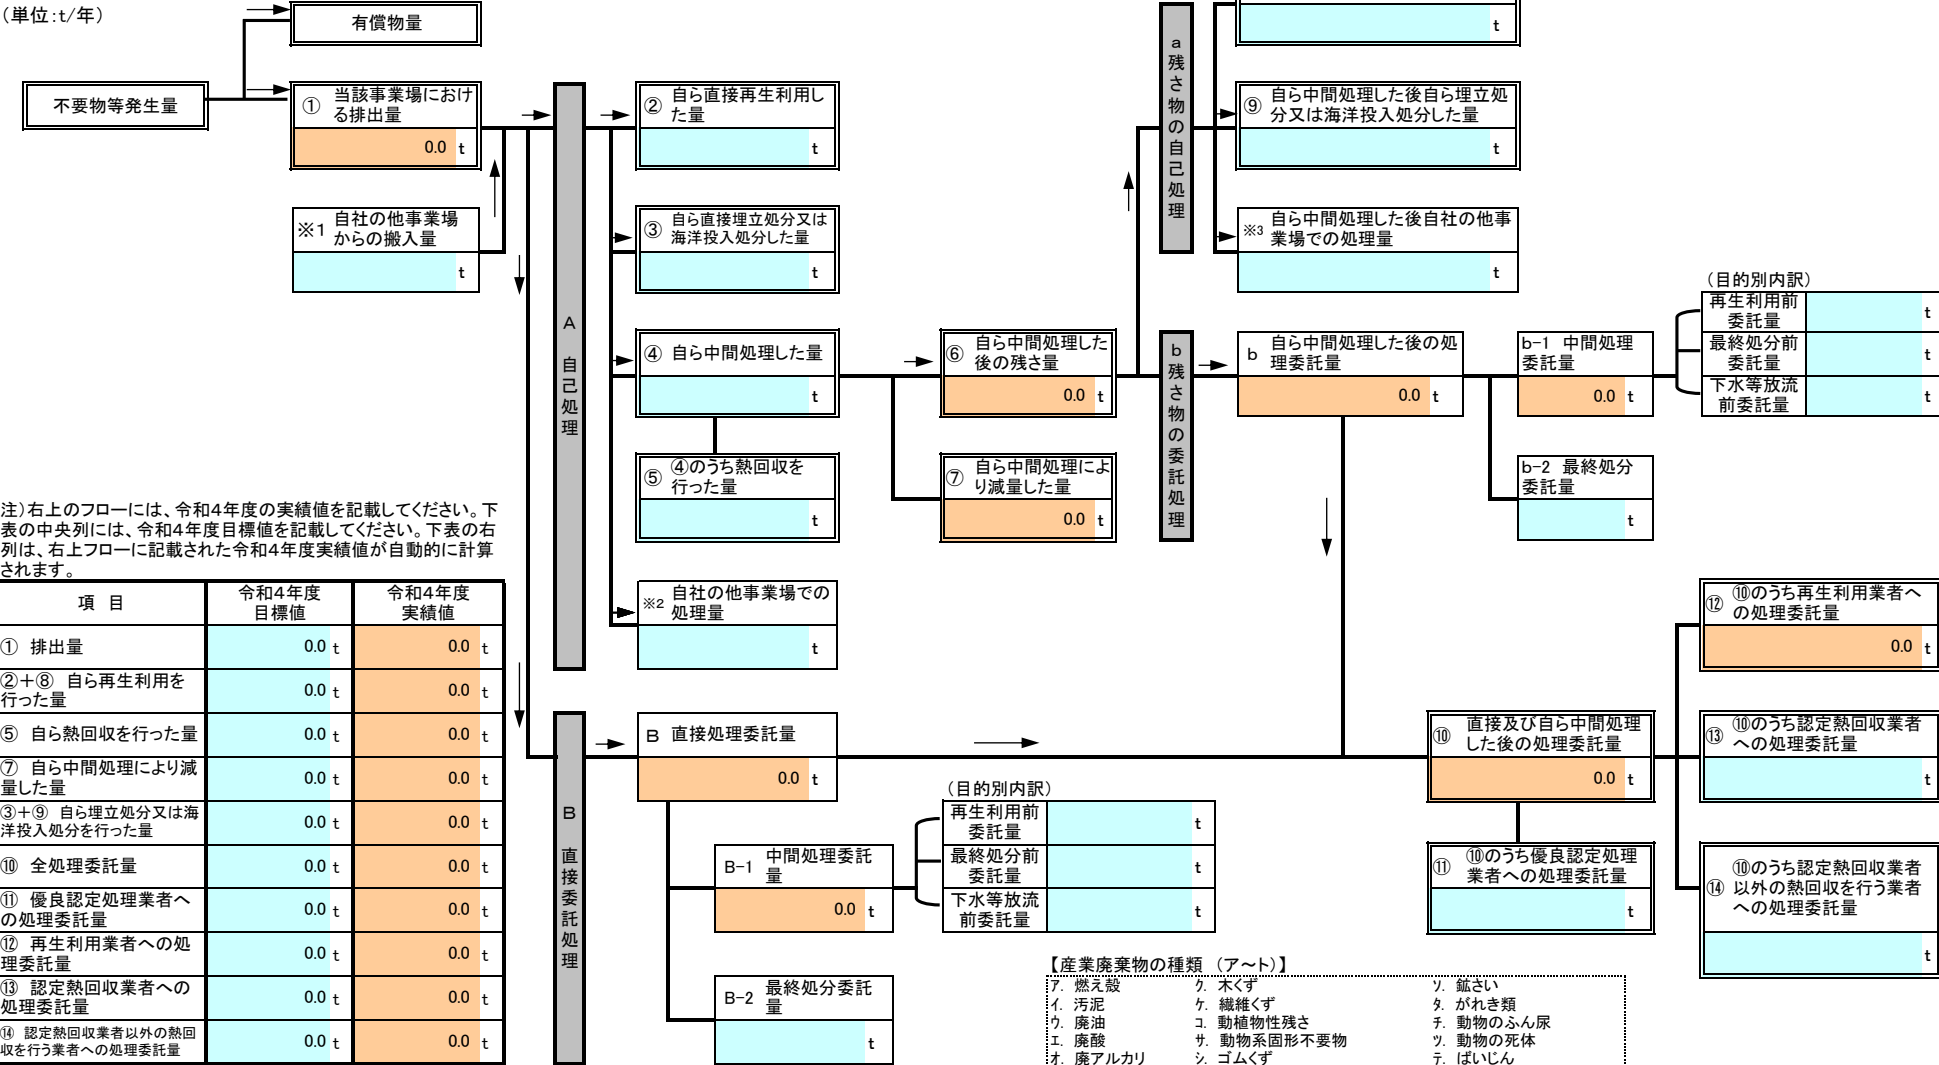 （単位：t/年）
有償物量
不要物等発生量
① 当該事業場におけ
る排出量
0.0 t
※1 自社の他事業場
からの搬入量
t
A
自
己
処
理
② 自ら直接再生利用し
た量
t
③ 自ら直接埋立処分又は
海洋投入処分した量
t
④ 自ら中間処理した量
t
⑤ ④のうち熱回収を
行った量
t
※2 自社の他事業場での
処理量
t
⑥ 自ら中間処理した
後の残さ量
0.0 t
⑦ 自ら中間処理によ
り減量した量
0.0 t
a
残
さ
物
の
自
己
処
理
t
⑨ 自ら中間処理した後自ら埋立処
分又は海洋投入処分した量
t
※3 自ら中間処理した後自社の他事
業場での処理量
t
b
残
さ
物
の
委
託
処
理
b 自ら中間処理した後の処
理委託量
0.0 t
b-1 中間処理
委託量
0.0 t
b-2 最終処分
委託量
t
（目的別内訳）
再生利用前
委託量
t
最終処分前
委託量
t
下水等放流
前委託量
t
注）右上のフローには、令和４年度の実績値を記載してください。下
表の中央列には、令和４年度目標値を記載してください。下表の右
列は、右上フローに記載された令和４年度実績値が自動的に計算
されます。
項 目
令和４年度
目標値
令和４年度
実績値
① 排出量
0.0 t 0.0 t
②＋⑧ 自ら再生利用を
行った量
0.0 t 0.0 t
⑤ 自ら熱回収を行った量
0.0 t 0.0 t
⑦ 自ら中間処理により減
量した量
0.0 t 0.0 t
③＋⑨ 自ら埋立処分又は海
洋投入処分を行った量
0.0 t 0.0 t
⑩ 全処理委託量
0.0 t 0.0 t
⑪ 優良認定処理業者へ
の処理委託量
0.0 t 0.0 t
⑫ 再生利用業者への処
理委託量
0.0 t 0.0 t
⑬ 認定熱回収業者への
処理委託量
0.0 t 0.0 t
⑭ 認定熱回収業者以外の熱回
収を行う業者への処理委託量
0.0 t 0.0 t
B
直
接
委
託
処
理
B 直接処理委託量
0.0 t
B-1 中間処理委託
量
0.0 t
B-2 最終処分委託
量
t
（目的別内訳）
再生利用前
委託量
t
最終処分前
委託量
t
下水等放流
前委託量
t
⑩ 直接及び自ら中間処理
した後の処理委託量
0.0 t
⑪ ⑩のうち優良認定処理
業者への処理委託量
t
⑫ ⑩のうち再生利用業者へ
の処理委託量
0.0 t
⑬ ⑩のうち認定熱回収業者
への処理委託量
t
⑭ ⑩のうち認定熱回収業者
以外の熱回収を行う業者
への処理委託量
t
【産業廃棄物の種類 （ア～ト）】
ア. 燃え殻 ク. 木くず ソ. 鉱さい
イ. 汚泥 ケ. 繊維くず タ. がれき類
ウ. 廃油 コ. 動植物性残さ チ. 動物のふん尿
エ. 廃酸 サ. 動物系固形不要物 ツ. 動物の死体
オ. 廃アルカリ シ. ゴムくず テ. ばいじん